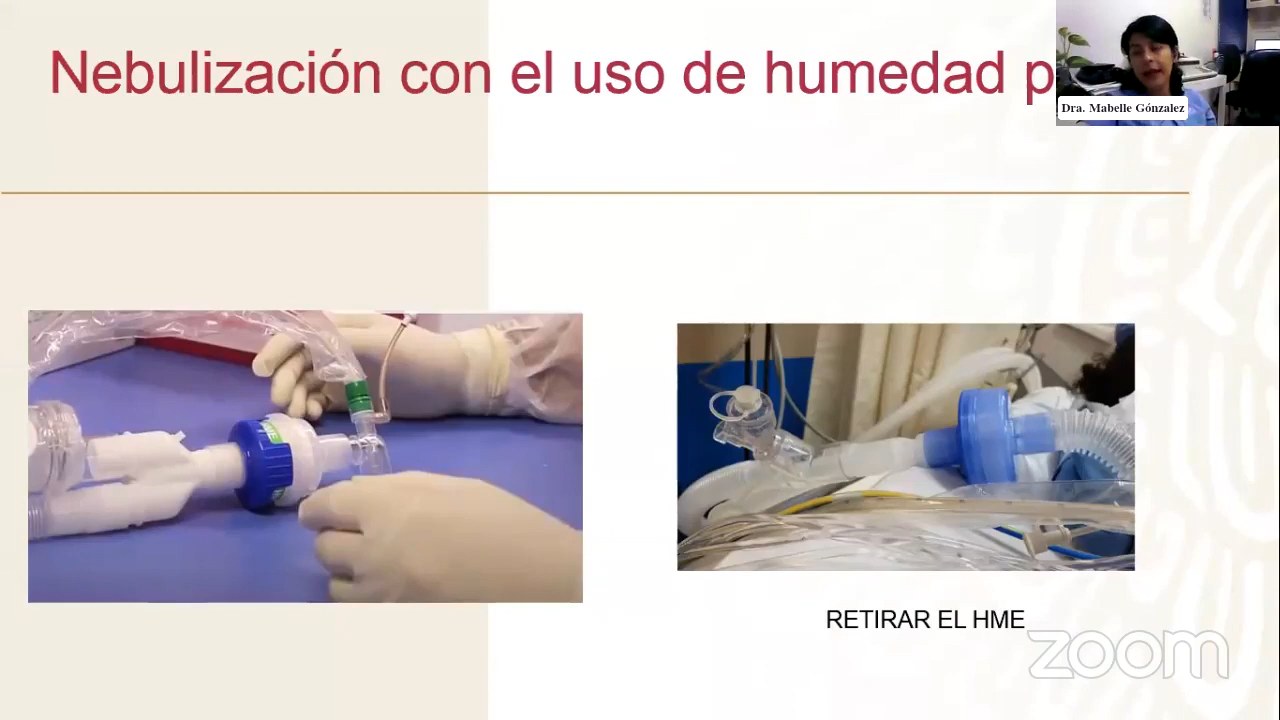 Nebulización con el uso de humedad p
Dra. Mabelle Gónzalez
RETIRAR EL HME
zoom